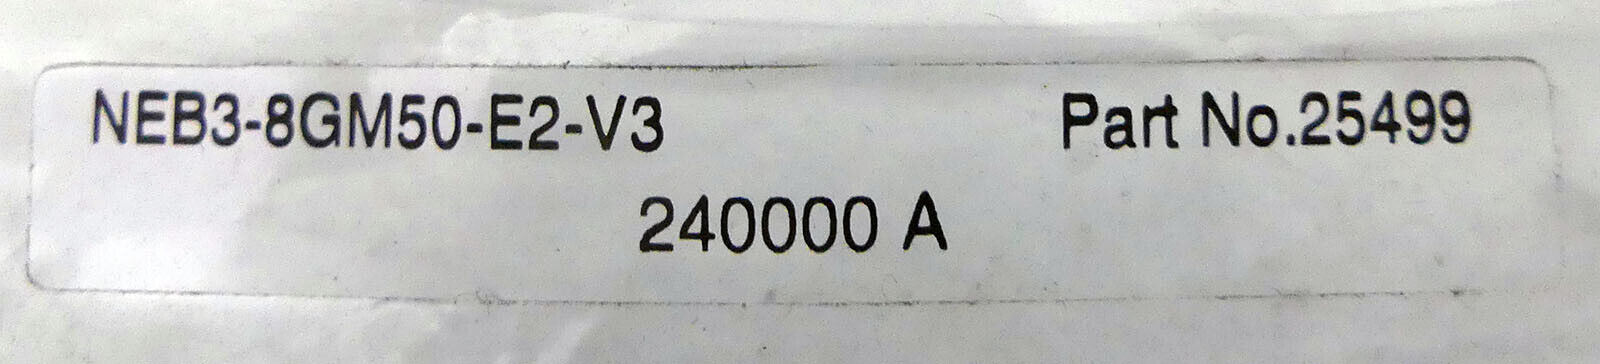 NEB3-8GM50-E2-V3 Part No.25499
240000 A